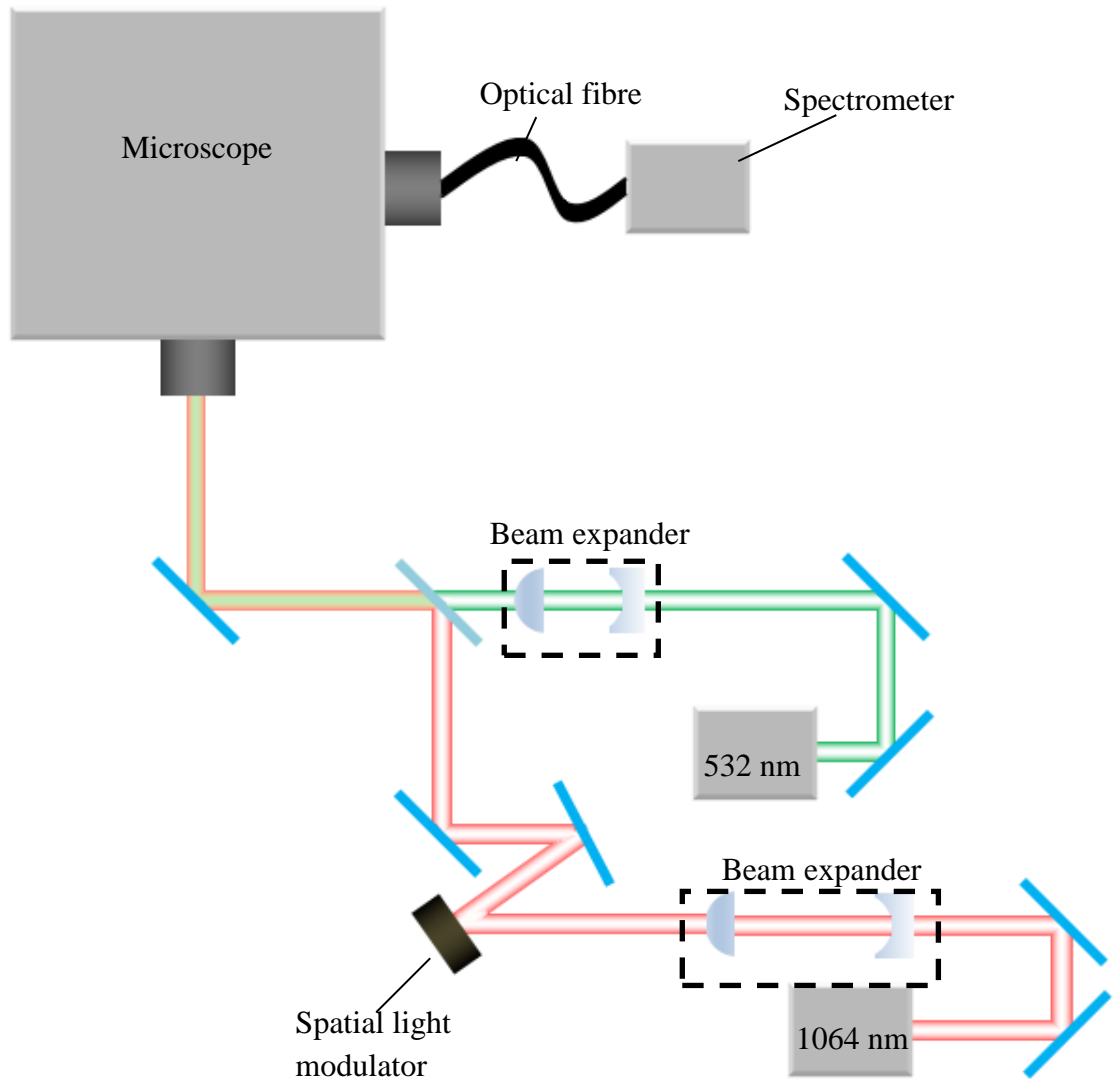 Optical fibre
Spectrometer
Microscope
Beam expander
532 nm
Beam expander
Spatial light
modulator
1064 nm